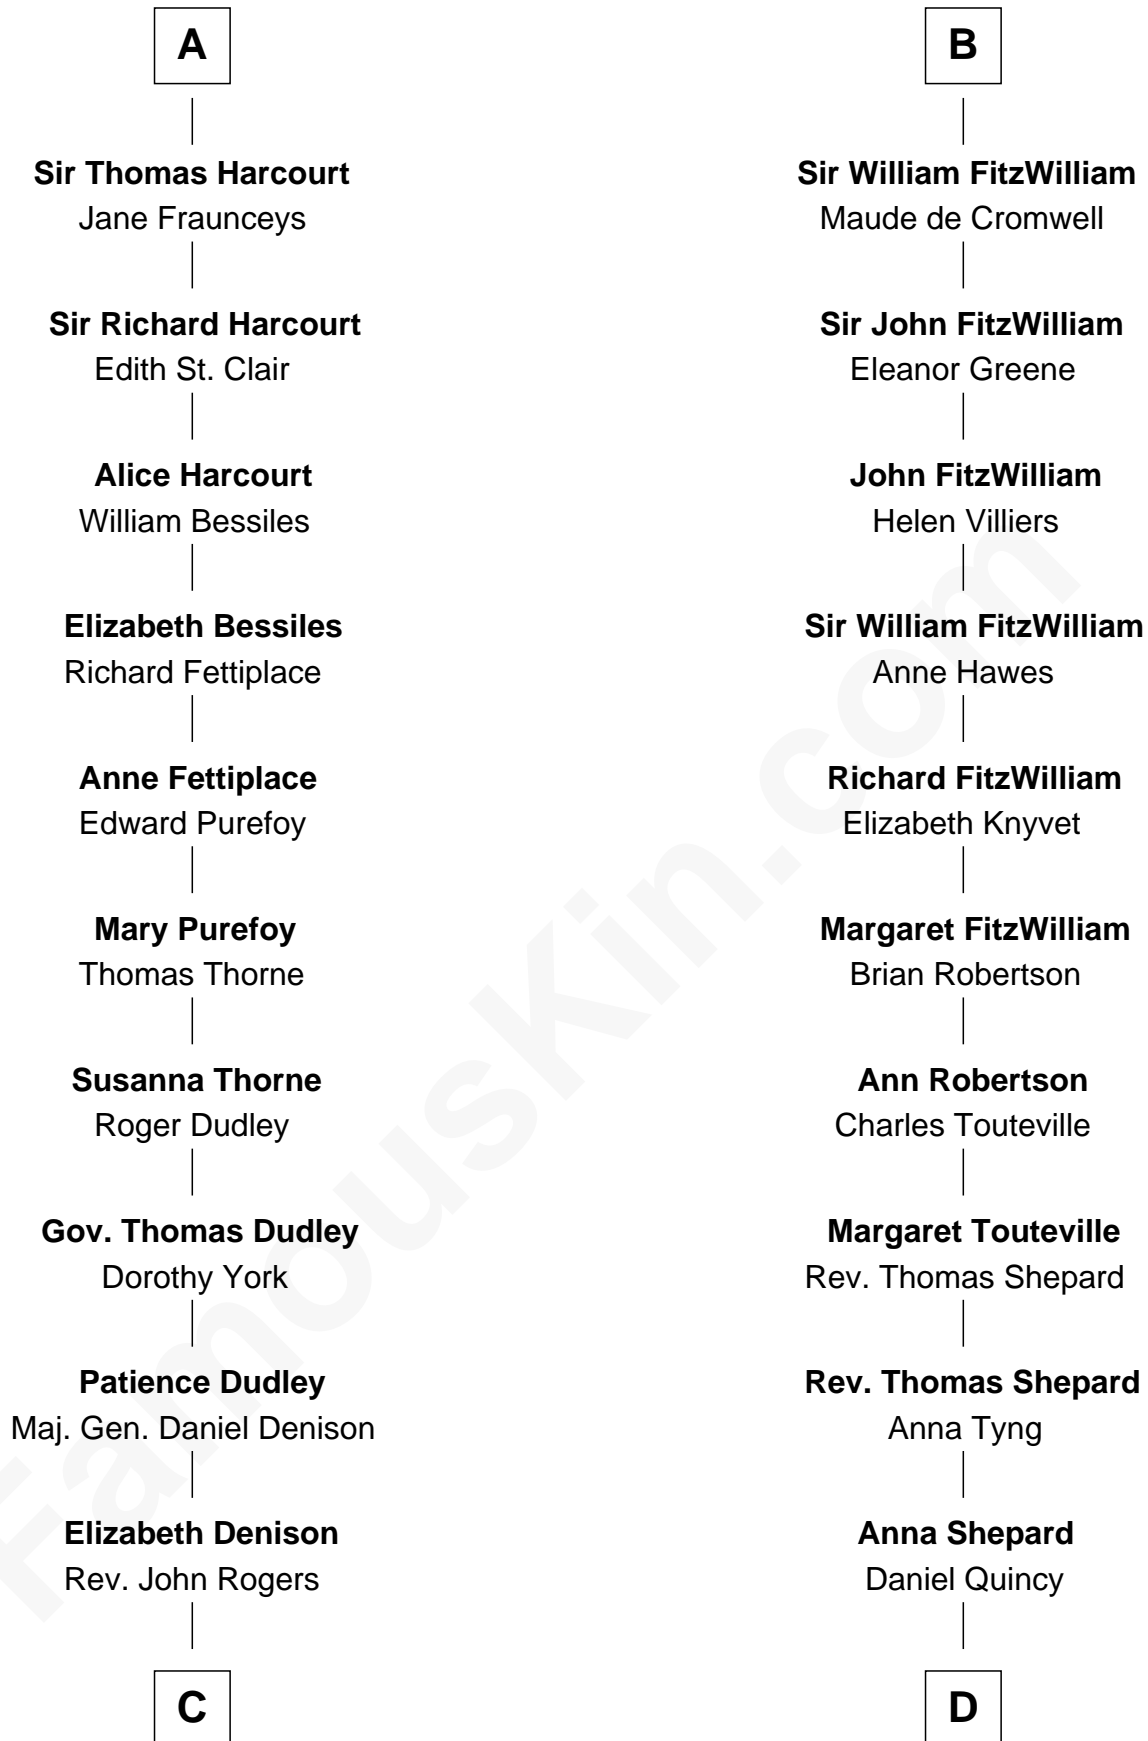 A
Sir Thomas Harcourt
Jane Fraunceys
Sir Richard Harcourt
Edith St. Clair
Alice Harcourt
William Bessiles
Elizabeth Bessiles
Richard Fettiplace
Anne Fettiplace
Edward Purefoy
Mary Purefoy
Thomas Thorne
Susanna Thorne
Roger Dudley
Gov. Thomas Dudley
Dorothy York
Patience Dudley
Maj. Gen. Daniel Denison
Elizabeth Denison
Rev. John Rogers
C
B
Sir William FitzWilliam
Maude de Cromwell
Sir John FitzWilliam
Eleanor Greene
John FitzWilliam
Helen Villiers
Sir William FitzWilliam
Anne Hawes
Richard FitzWilliam
Elizabeth Knyvet
Margaret FitzWilliam
Brian Robertson
Ann Robertson
Charles Touteville
Margaret Touteville
Rev. Thomas Shepard
Rev. Thomas Shepard
Anna Tyng
Anna Shepard
Daniel Quincy
D
FamousKin.com